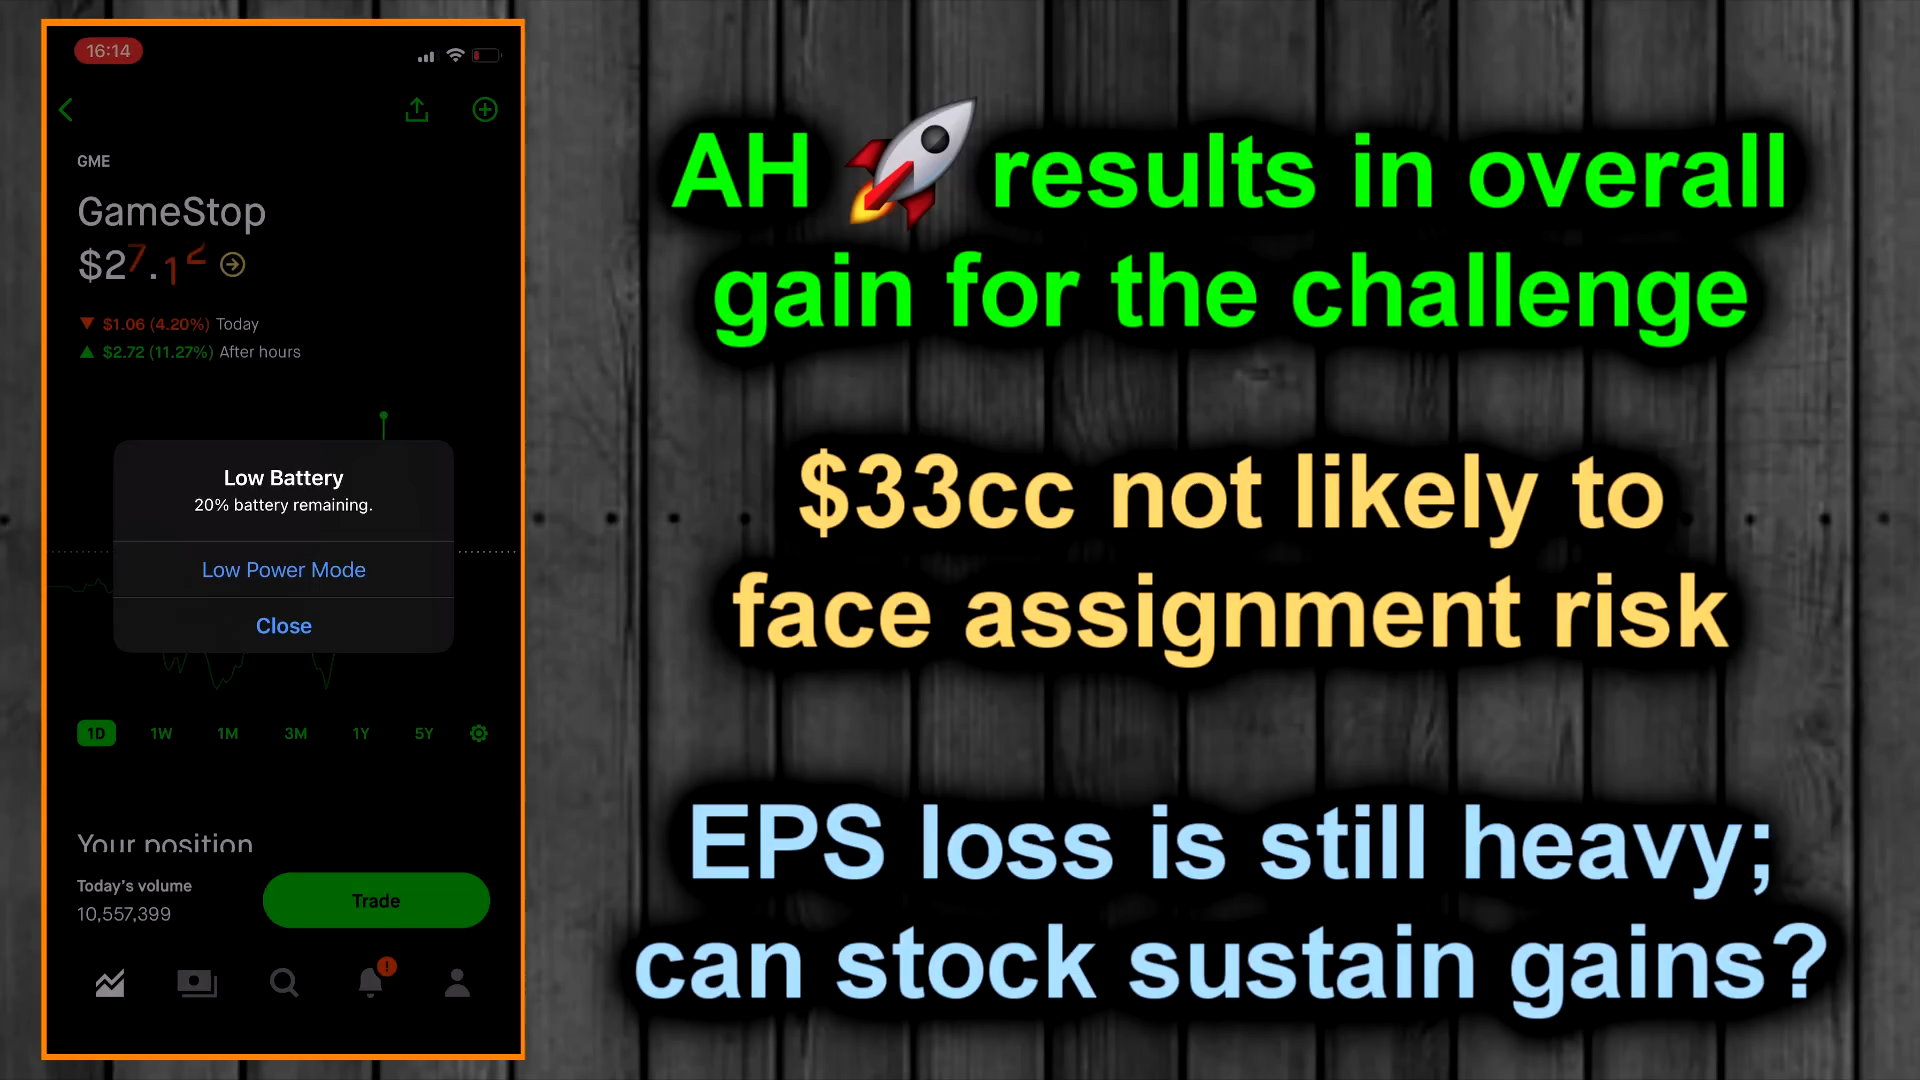 16:14
GME
GameStop
$27.12
$1.06 (4.20%) Today
$2.72 (11.27%) After hours
Low Battery
20% battery remaining.
Low Power Mode
Close
1D 1W 1M 3M 1Y 5Y
Your position
Today's volume
10,557,399
Trade
AH 🚀 results in overall
gain for the challenge
$33cc not likely to
face assignment risk
EPS loss is still heavy;
can stock sustain gains?